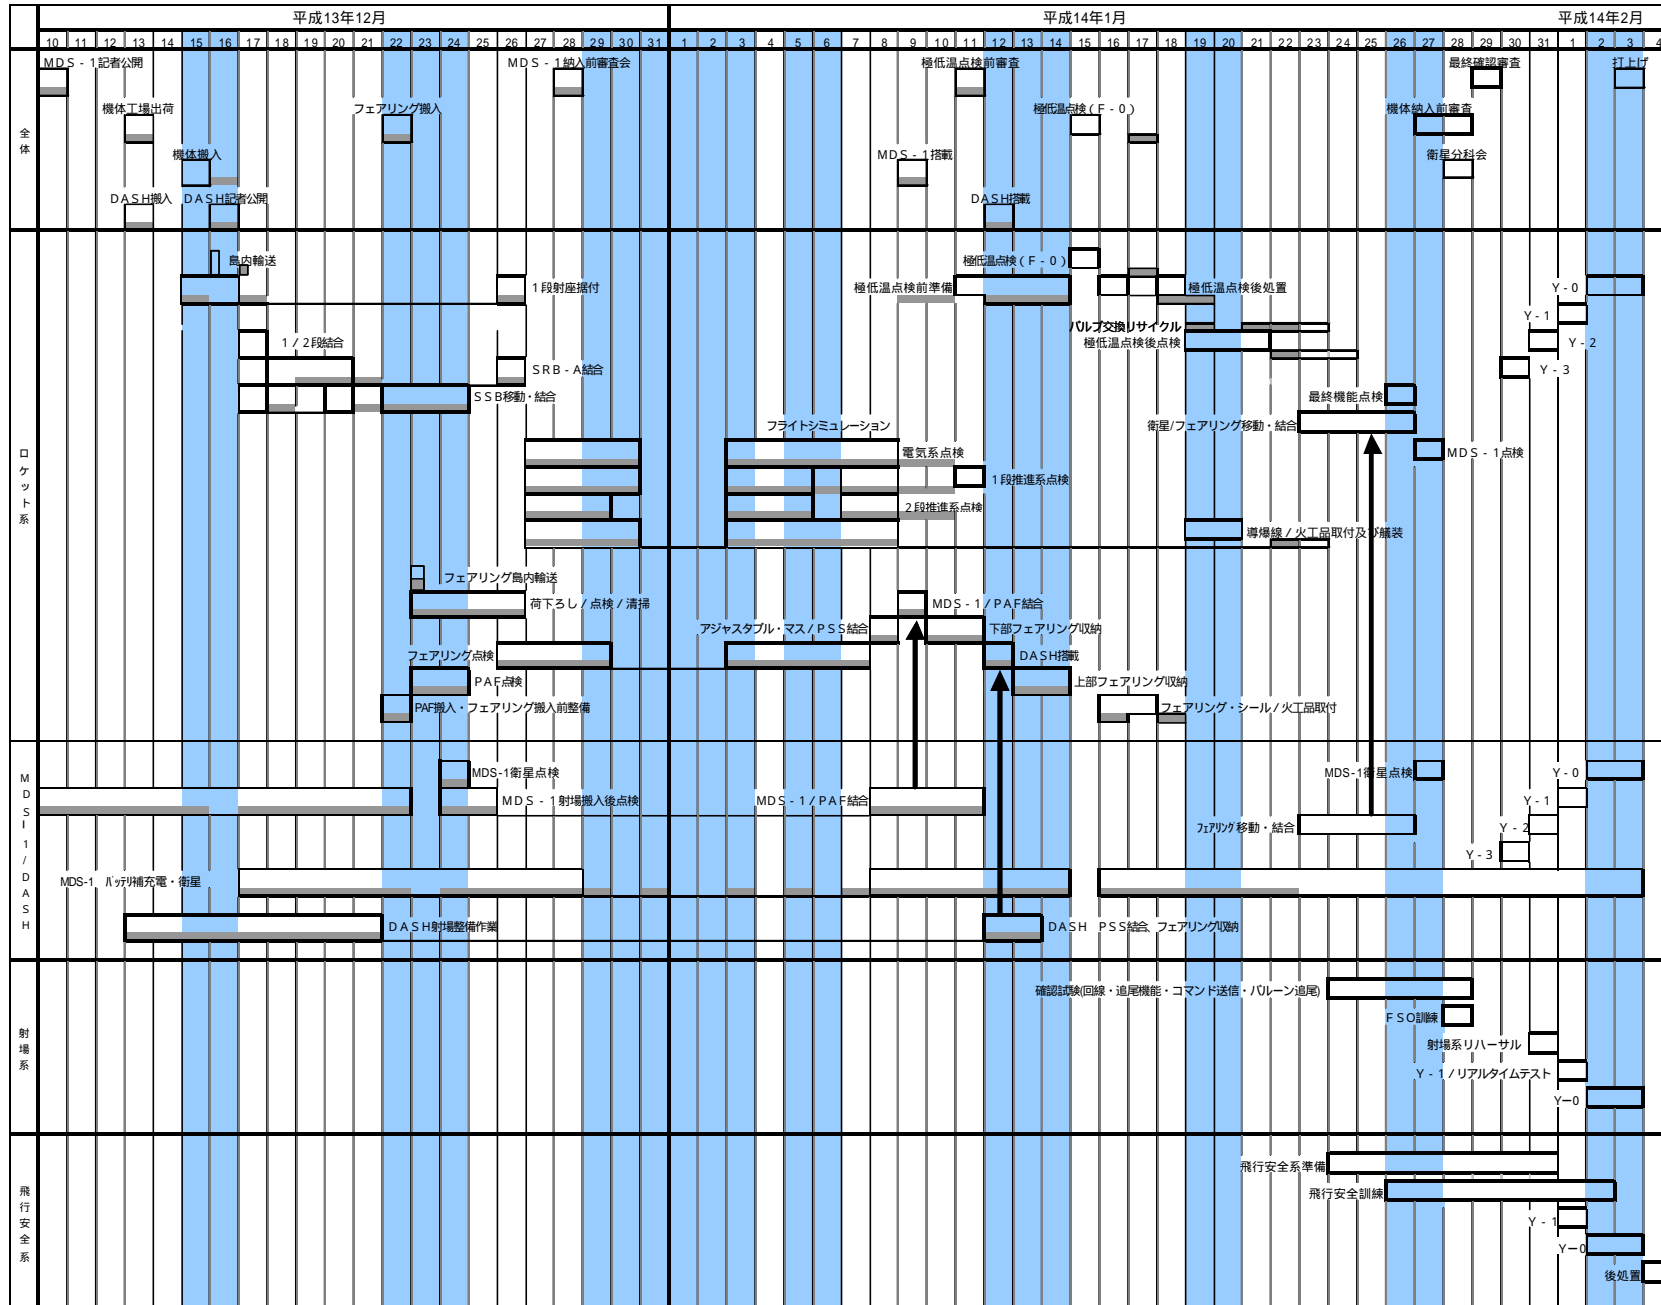 平成13年12月 平成14年1月 平成14年2月
10 11 12 13 14 15 16 17 18 19 20 21 22 23 24 25 26 27 28 29 30 31 1 2 3 4 5 6 7 8 9 10 11 12 13 14 15 16 17 18 19 20 21 22 23 24 25 26 27 28 29 30 31 1 2 3 4
全体
MDS-1記者公開 MDS-1納入前審査会 極低温点検前審査 最終確認審査 打上げ
機体工場出荷 フェアリング搬入 極低温点検(F-0) 機体納入前審査
機体搬入 MDS-1搭載 衛星分科会
DASH搬入 DASH記者公開 DASH搭載
ロケット系
島内輸送 極低温点検(F-0)
1段射座据付 極低温点検前準備 極低温点検後処置 Y-0
Y-1
バルブ交換リサイクル
1/2段結合 極低温点検後点検 Y-2
SRB-A結合 Y-3
SSB移動・結合 最終機能点検
フライトシミュレーション 衛星/フェアリング移動・結合
電気系点検 MDS-1点検
1段推進系点検
2段推進系点検
導爆線/火工品取付及び艤装
フェアリング島内輸送
荷下ろし/点検/清掃 MDS-1/PAF結合
アジャスタブル・マス/PSS結合 下部フェアリング収納
フェアリング点検 DASH搭載
PAF点検 上部フェアリング収納
PAF搬入・フェアリング搬入前整備 フェアリング・シール/火工品取付
MDS-1/DASH
MDS-1衛星点検 MDS-1衛星点検 Y-0
MDS-1射場搬入後点検 MDS-1/PAF結合 Y-1
フェアリング移動・結合 Y-2
Y-3
MDS-1 バッテリ補充電・衛星
DASH射場整備作業 DASH PSS結合、フェアリング収納
射場系
確認試験(回線・追尾機能・コマンド送信・バルーン追尾)
FSO訓練
射場系リハーサル
Y-1/リアルタイムテスト
Yー0
飛行安全系
飛行安全系準備
飛行安全訓練
Y-1
Yー0
後処置